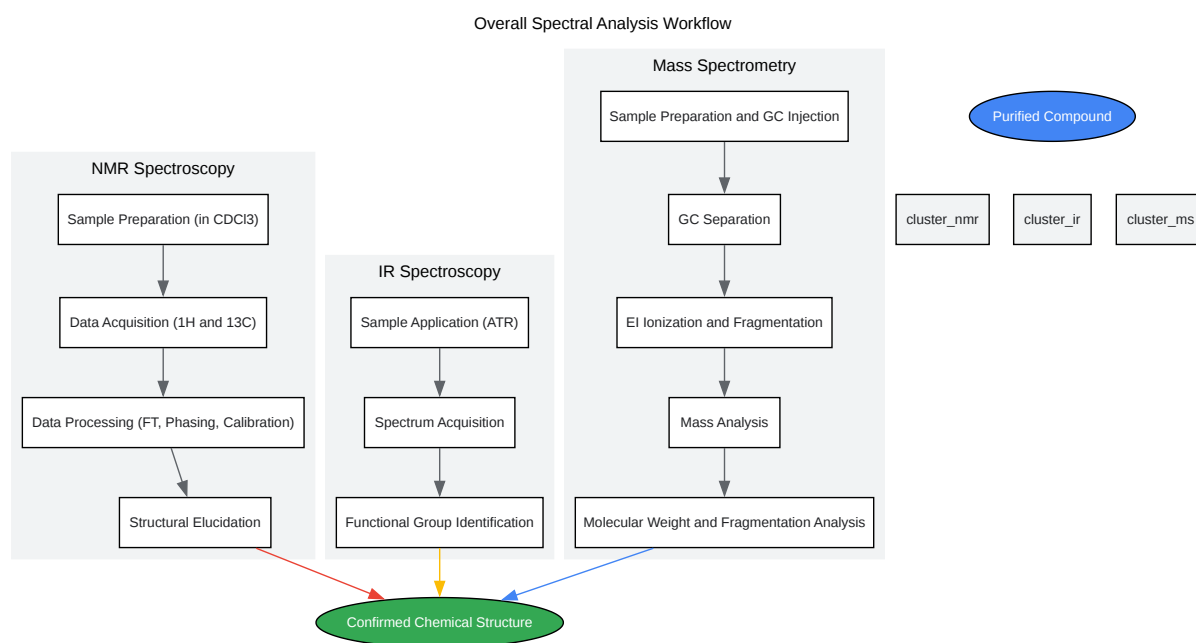 Overall Spectral Analysis Workflow
NMR Spectroscopy
Sample Preparation (in CDCl3)
Data Acquisition (1H and 13C)
Data Processing (FT, Phasing, Calibration)
Structural Elucidation
IR Spectroscopy
Sample Application (ATR)
Spectrum Acquisition
Functional Group Identification
Mass Spectrometry
Sample Preparation and GC Injection
GC Separation
EI Ionization and Fragmentation
Mass Analysis
Molecular Weight and Fragmentation Analysis
Purified Compound
cluster_nmr
cluster_ir
cluster_ms
Confirmed Chemical Structure